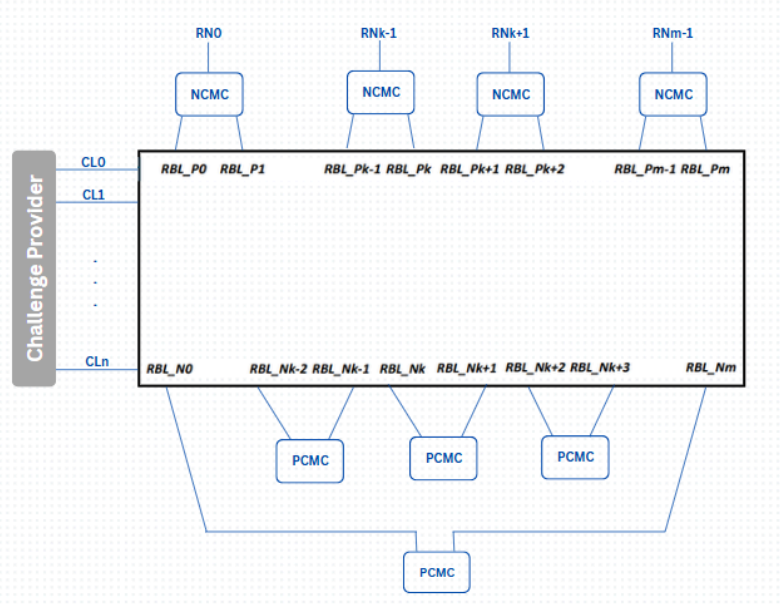 RN0 RNk-1 RNk+1 RNm-1
NCMC NCMC NCMC NCMC
Challenge Provider
CL0
CL1
.
.
.
CLn
RBL_P0 RBL_P1 RBL_Pk-1 RBL_Pk RBL_Pk+1 RBL_Pk+2 RBL_Pm-1 RBL_Pm
RBL_N0 RBL_Nk-2 RBL_Nk-1 RBL_Nk RBL_Nk+1 RBL_Nk+2 RBL_Nk+3 RBL_Nm
PCMC PCMC PCMC
PCMC